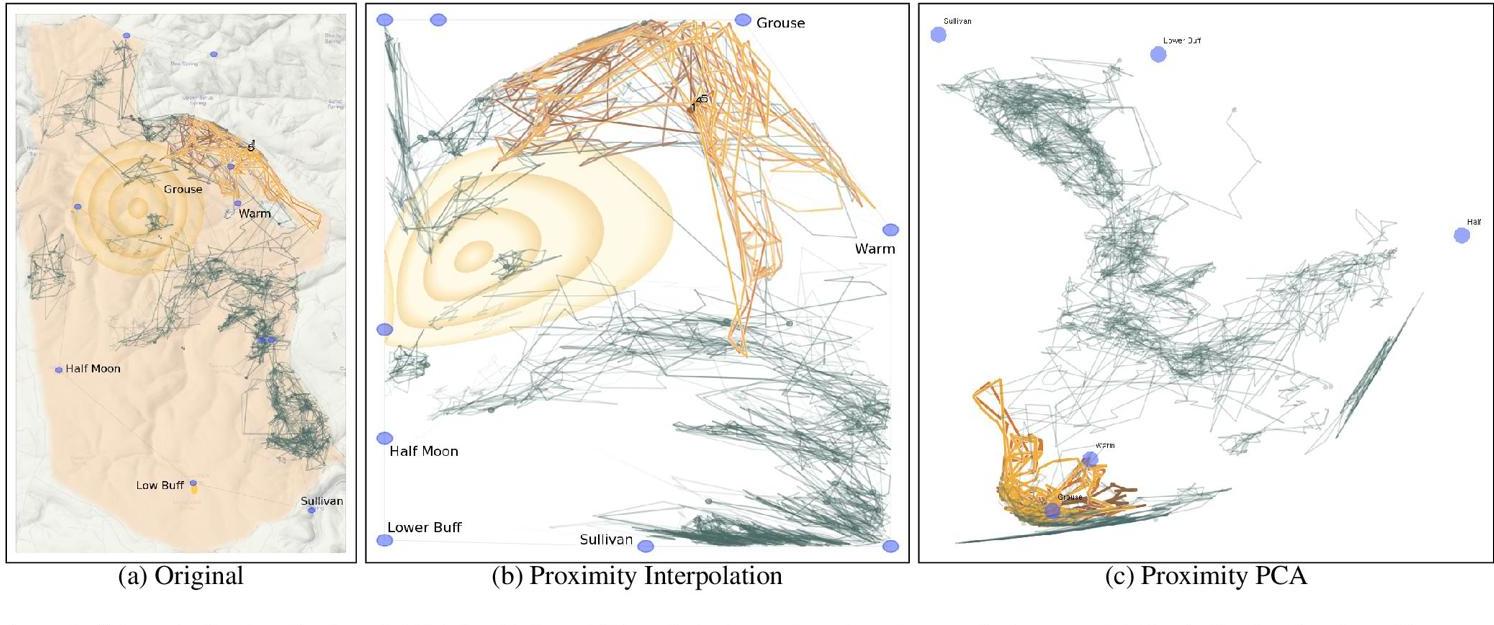 Grouse
Warm
Half Moon
Low Buff
Sullivan
(a) Original
Grouse
Warm
Half Moon
Lower Buff
Sullivan
(b) Proximity Interpolation
Sullivan
Lower Buff
Half
Warm
Grouse
(c) Proximity PCA